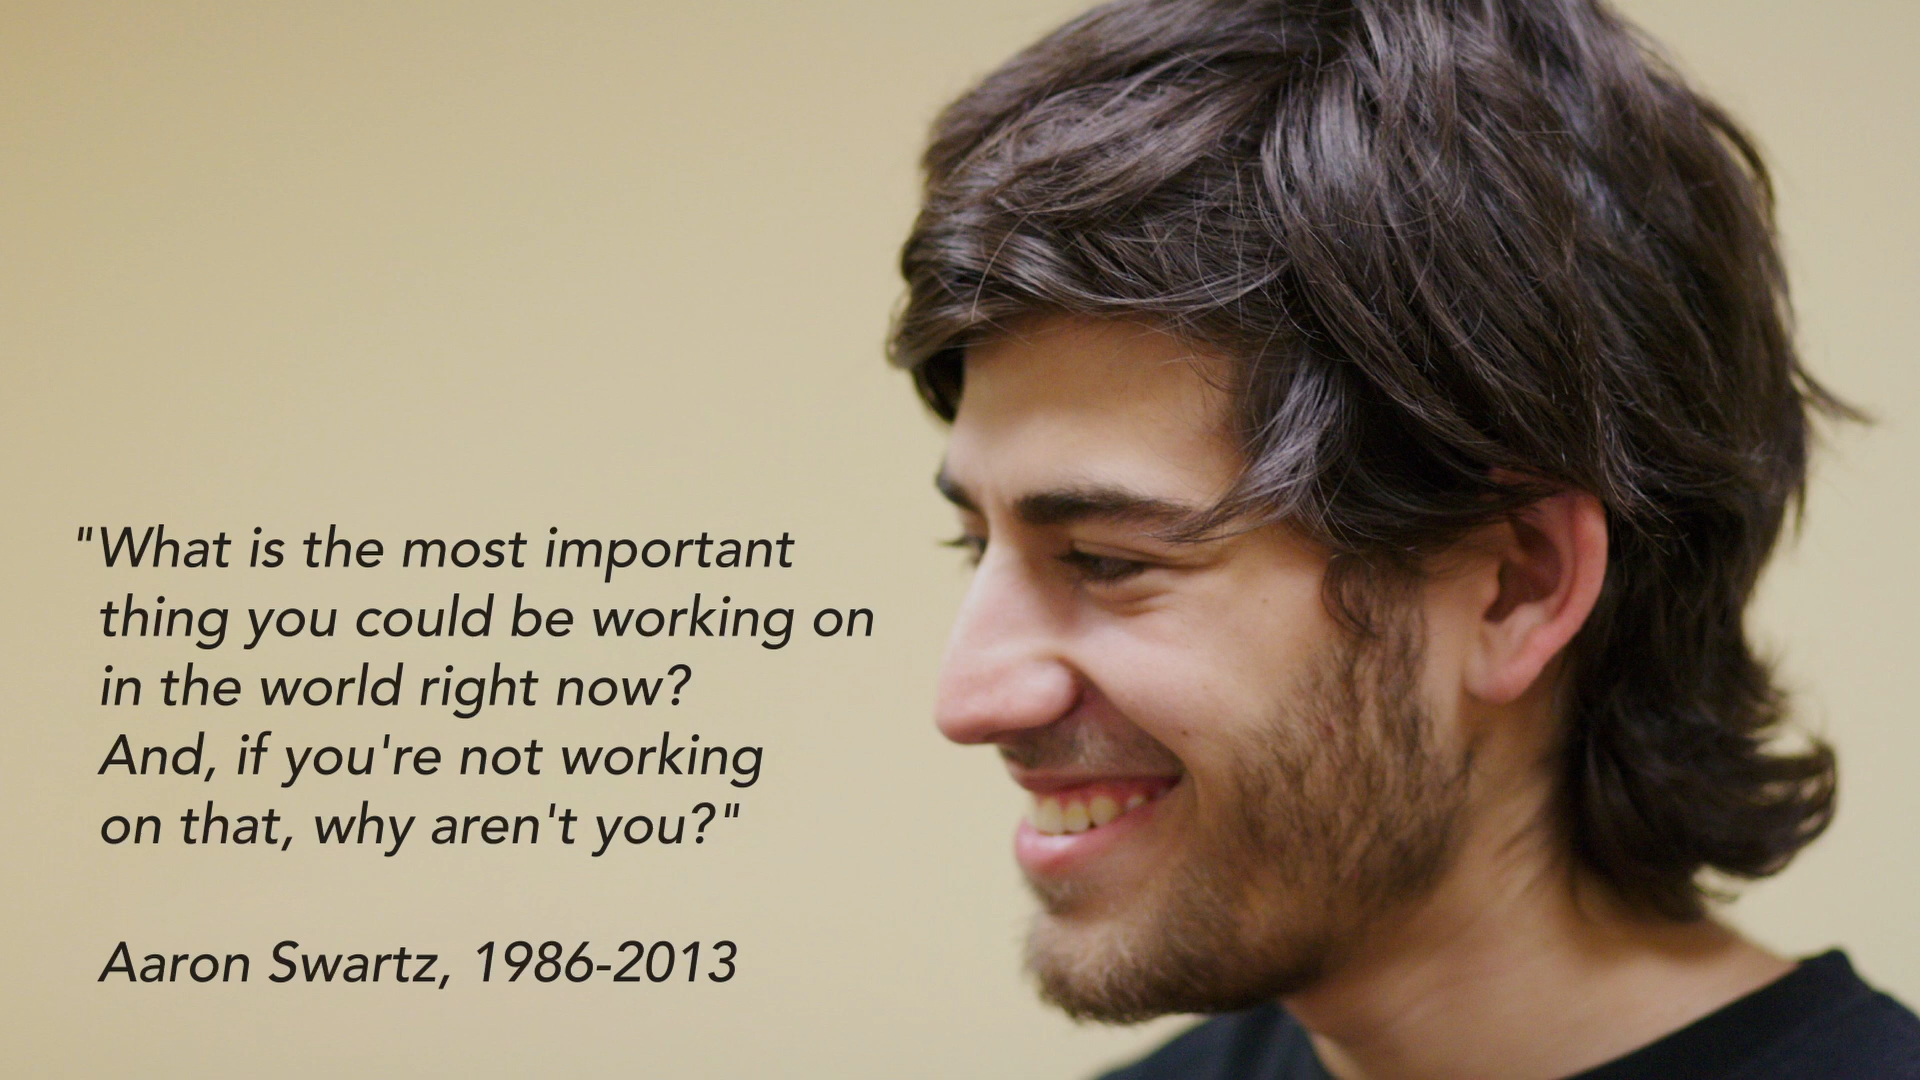 "What is the most important
thing you could be working on
in the world right now?
And, if you're not working
on that, why aren't you?"
Aaron Swartz, 1986-2013